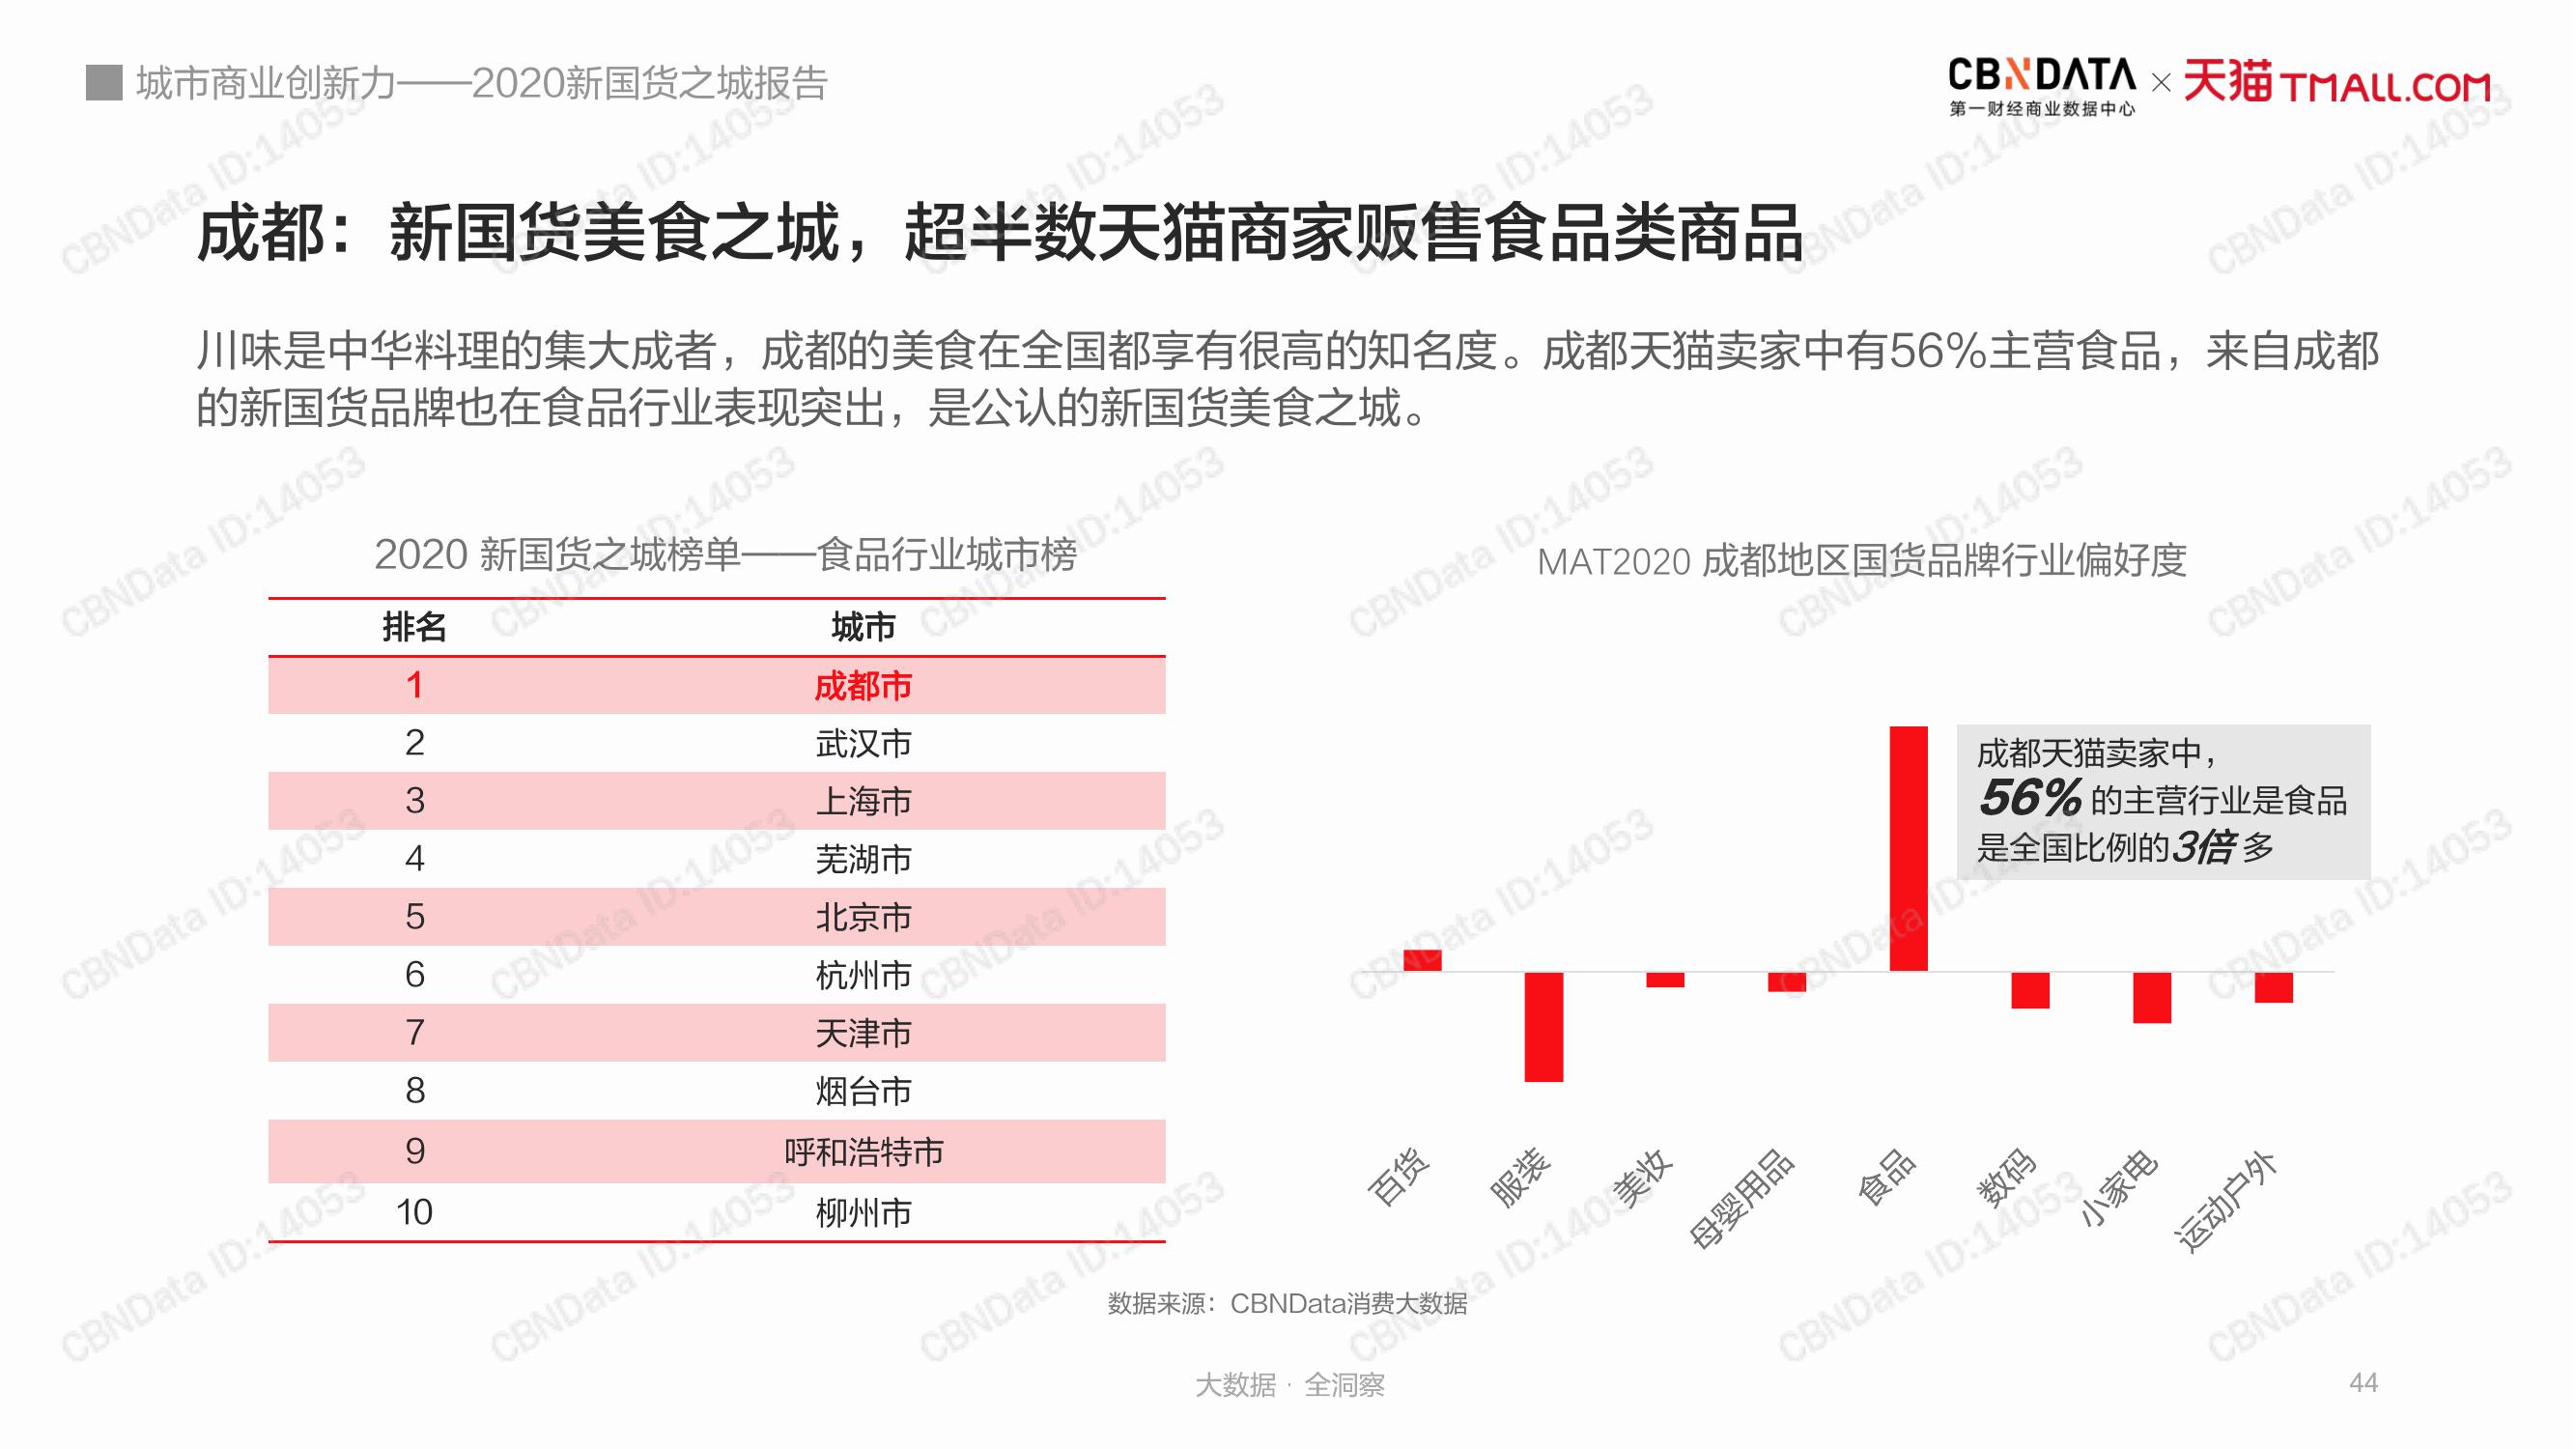 城市商业创新力——2020新国货之城报告
CBNDATA × 天猫 TMALL.COM
第一财经商业数据中心
成都：新国货美食之城，超半数天猫商家贩售食品类商品
川味是中华料理的集大成者，成都的美食在全国都享有很高的知名度。成都天猫卖家中有56%主营食品，来自成都
的新国货品牌也在食品行业表现突出，是公认的新国货美食之城。
2020 新国货之城榜单——食品行业城市榜
排名 城市
1 成都市
2 武汉市
3 上海市
4 芜湖市
5 北京市
6 杭州市
7 天津市
8 烟台市
9 呼和浩特市
10 柳州市
MAT2020 成都地区国货品牌行业偏好度
成都天猫卖家中，
56% 的主营行业是食品
是全国比例的3倍 多
百货 服装 美妆 母婴用品 食品 数码 小家电 运动户外
数据来源：CBNData消费大数据
大数据 · 全洞察
44
CBNData ID:14053